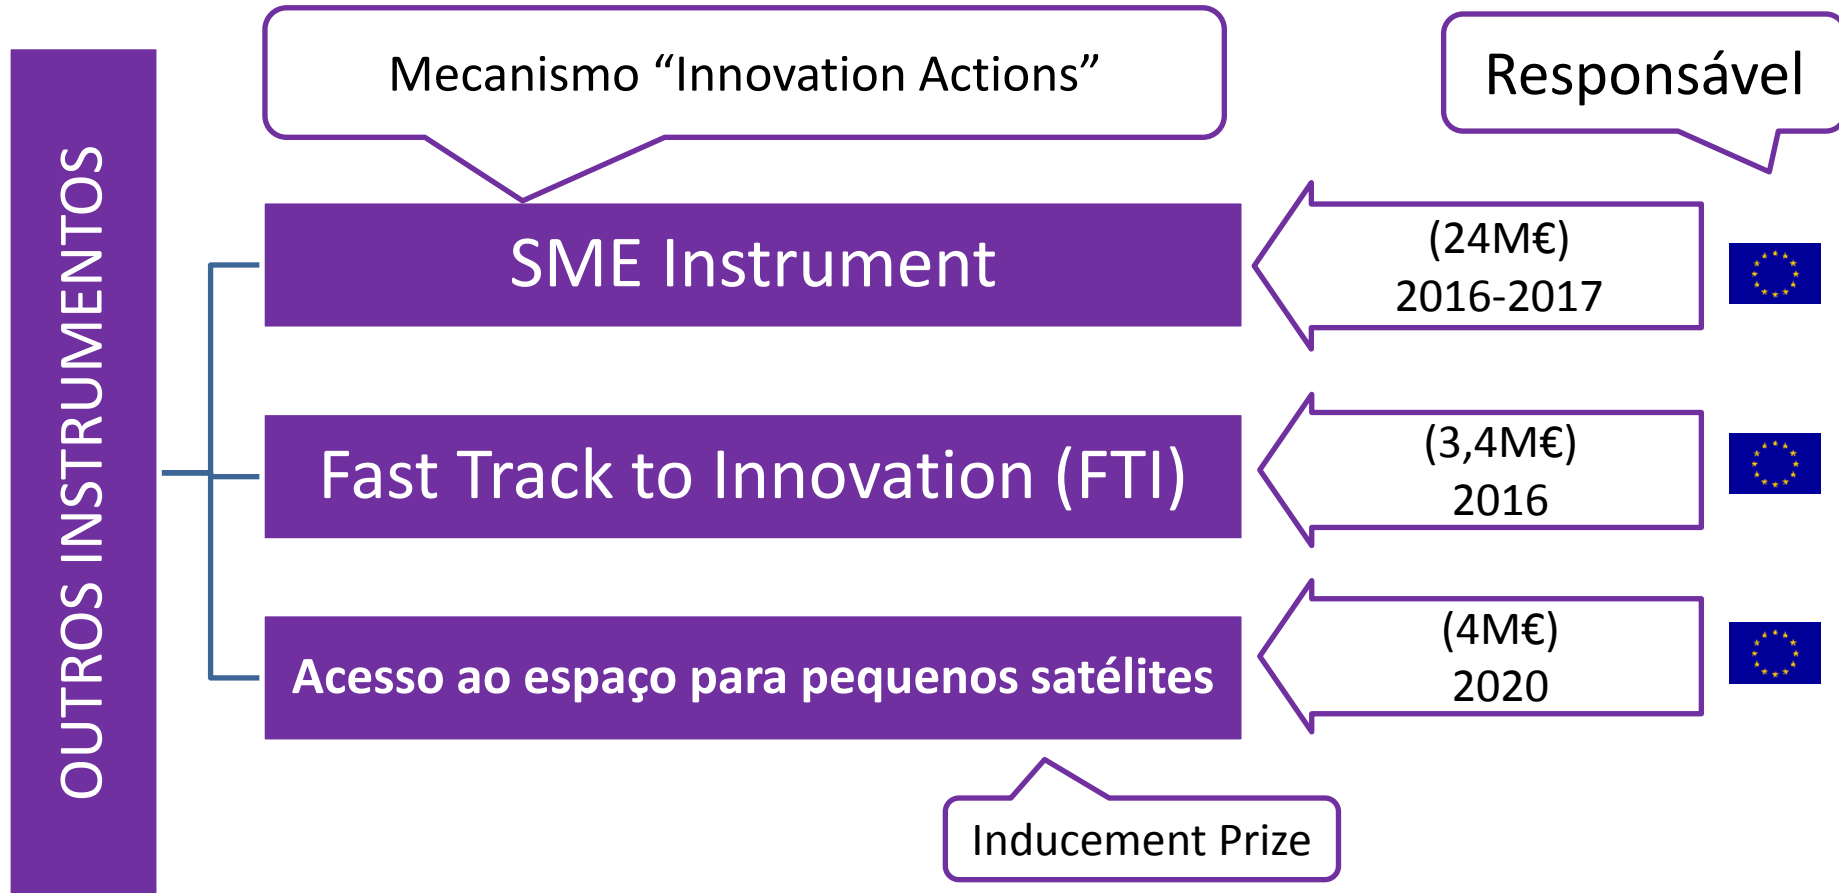 Mecanismo “Innovation Actions”
Responsável
OUTROS INSTRUMENTOS
SME Instrument
(24M€)
2016-2017
Fast Track to Innovation (FTI)
(3,4M€)
2016
Acesso ao espaço para pequenos satélites
(4M€)
2020
Inducement Prize